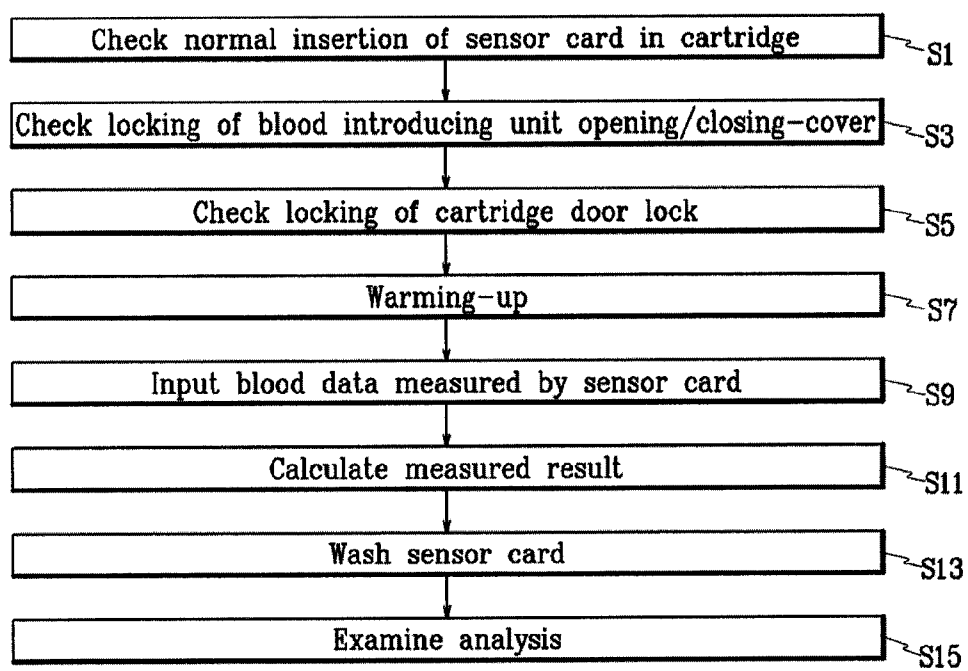 Check normal insertion of sensor card in cartridge
S1
Check locking of blood introducing unit opening/closing-cover
S3
Check locking of cartridge door lock
S5
Warming-up
S7
Input blood data measured by sensor card
S9
Calculate measured result
S11
Wash sensor card
S13
Examine analysis
S15